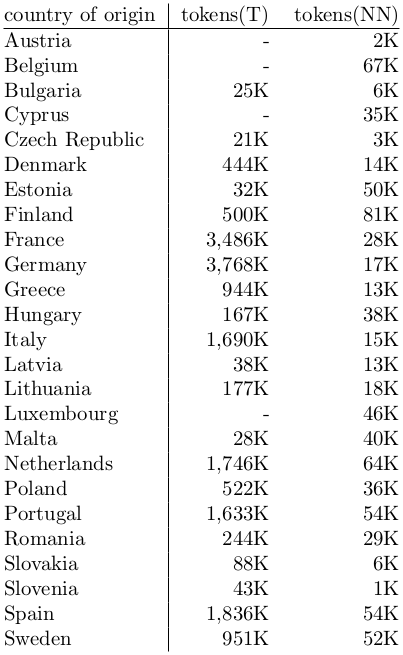 country of origin tokens(T) tokens(NN)
Austria - 2K
Belgium - 67K
Bulgaria 25K 6K
Cyprus - 35K
Czech Republic 21K 3K
Denmark 444K 14K
Estonia 32K 50K
Finland 500K 81K
France 3,486K 28K
Germany 3,768K 17K
Greece 944K 13K
Hungary 167K 38K
Italy 1,690K 15K
Latvia 38K 13K
Lithuania 177K 18K
Luxembourg - 46K
Malta 28K 40K
Netherlands 1,746K 64K
Poland 522K 36K
Portugal 1,633K 54K
Romania 244K 29K
Slovakia 88K 6K
Slovenia 43K 1K
Spain 1,836K 54K
Sweden 951K 52K